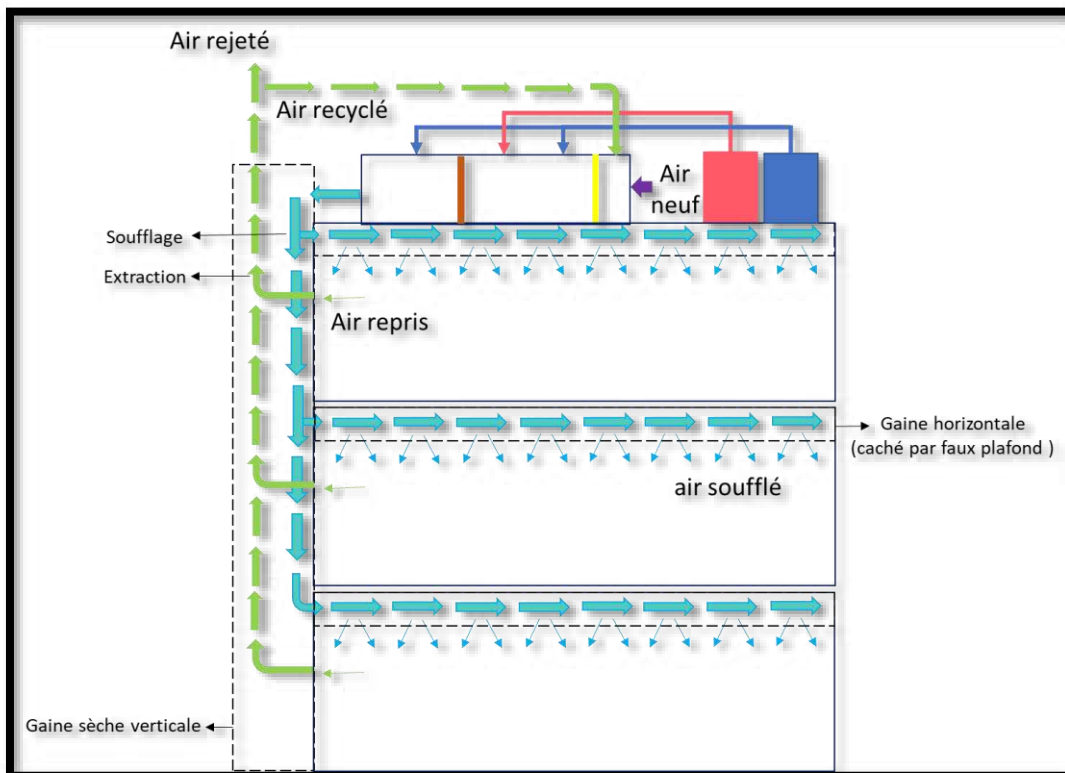 Air rejeté
Air recyclé
Air
neuf
Soufflage
Extraction
Air repris
Gaine horizontale
(caché par faux plafond )
air soufflé
Gaine sèche verticale